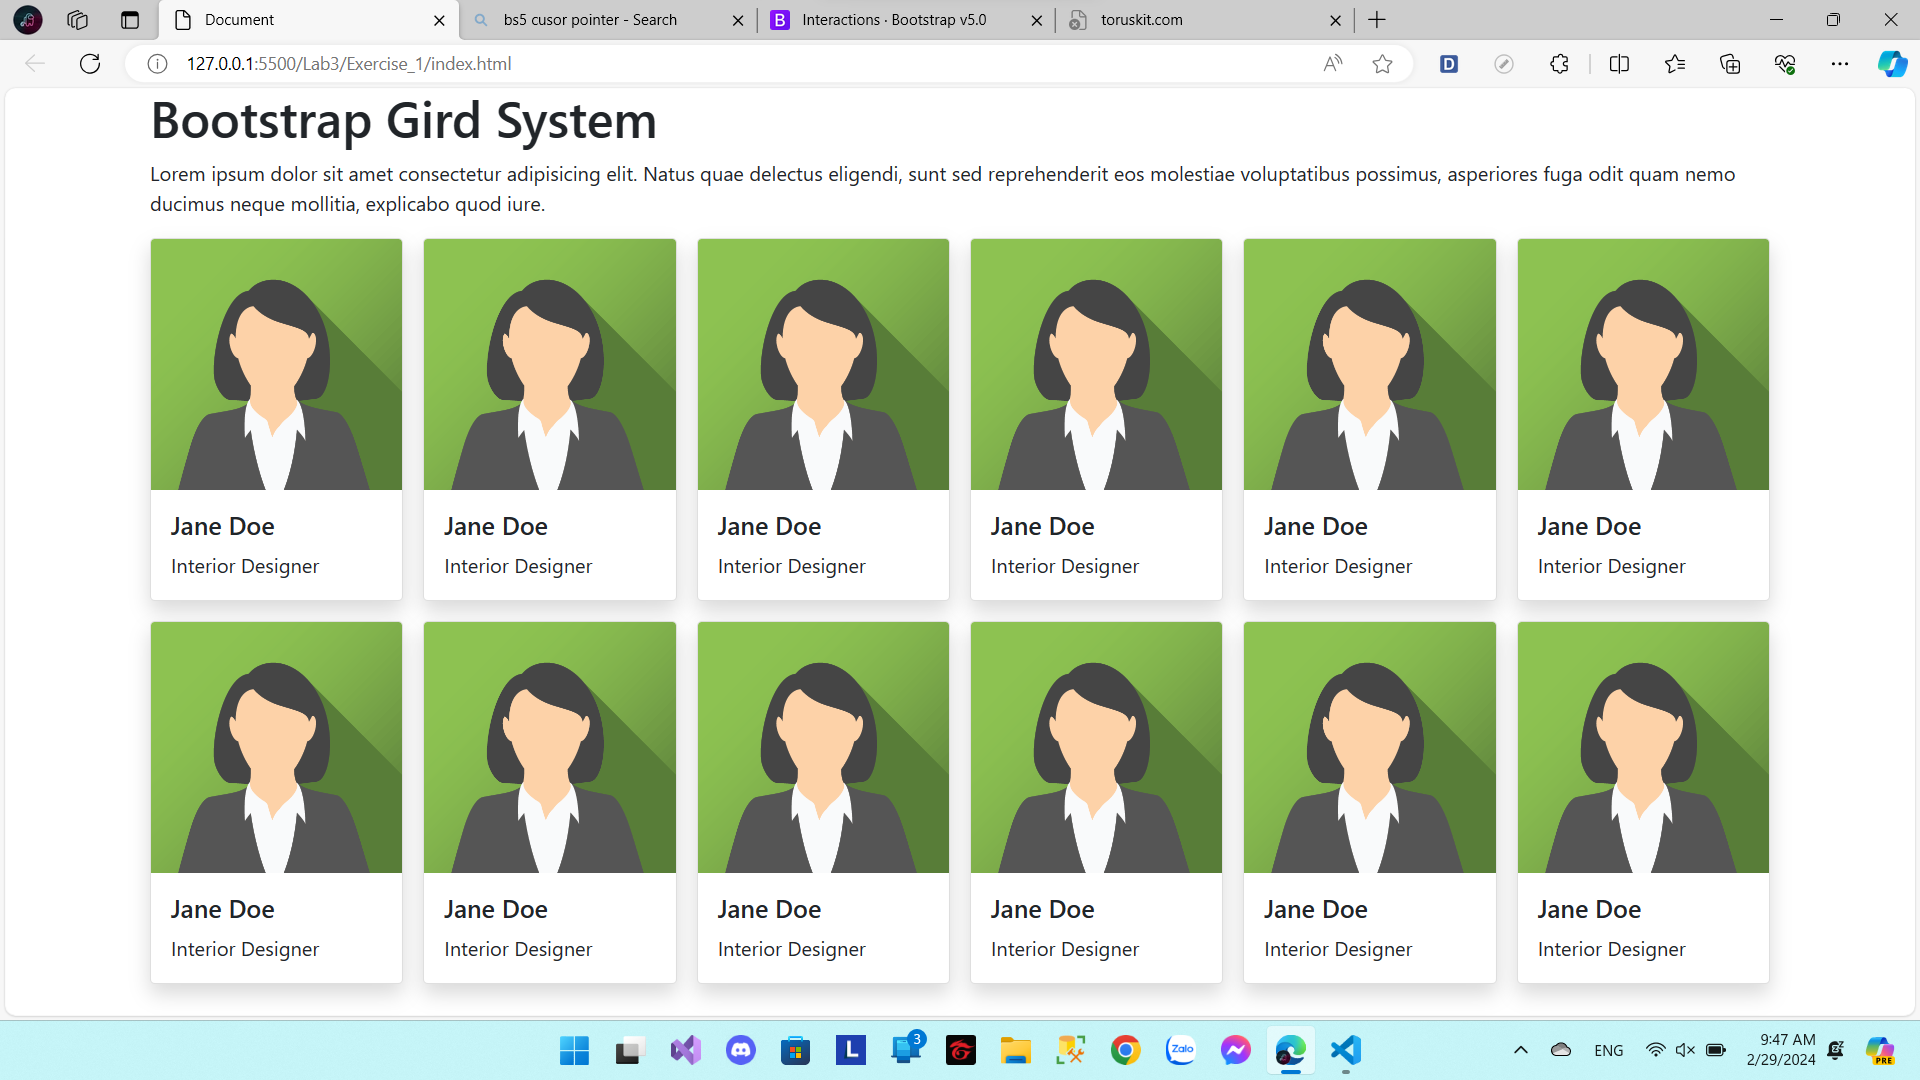 Document
bs5 cusor pointer - Search
B
Interactions · Bootstrap v5.0
toruskit.com
127.0.0.1:5500/Lab3/Exercise_1/index.html
A
D
Bootstrap Gird System
Lorem ipsum dolor sit amet consectetur adipisicing elit. Natus quae delectus eligendi, sunt sed reprehenderit eos molestiae voluptatibus possimus, asperiores fuga odit quam nemo
ducimus neque mollitia, explicabo quod iure.
Jane Doe
Interior Designer
Jane Doe
Interior Designer
Jane Doe
Interior Designer
Jane Doe
Interior Designer
Jane Doe
Interior Designer
Jane Doe
Interior Designer
Jane Doe
Interior Designer
Jane Doe
Interior Designer
Jane Doe
Interior Designer
Jane Doe
Interior Designer
Jane Doe
Interior Designer
Jane Doe
Interior Designer
L
3
Zalo
ENG
9:47 AM
2/29/2024
PRE